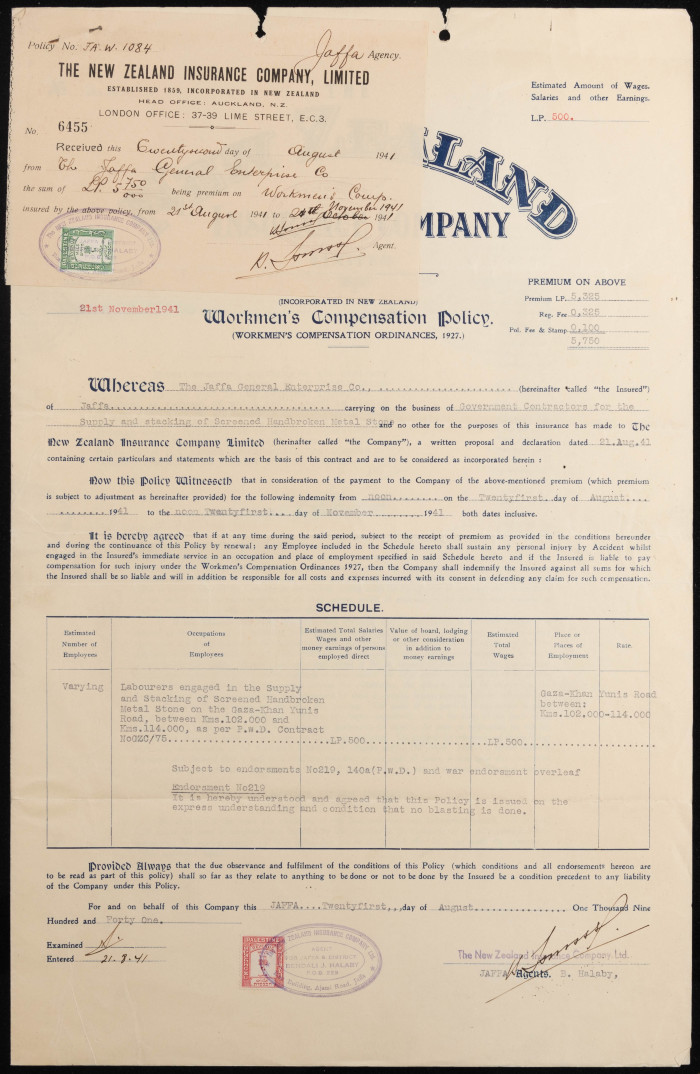 Policy No. JA.W. 1084
Jaffa Agency.
THE NEW ZEALAND INSURANCE COMPANY, LIMITED
ESTABLISHED 1859, INCORPORATED IN NEW ZEALAND
HEAD OFFICE: AUCKLAND, N.Z.
LONDON OFFICE: 37-39 LIME STREET, E.C.3.
No. 6455
Received this Twentysecond day of August 1941
from The Jaffa General Enterprise Co
the sum of LP 5 750/000 being premium on Workmen's Comp.
insured by the above policy, from 21st August 1941 to November 1941
October 1941
Agent.
Estimated Amount of Wages.
Salaries and other Earnings.
L.P. 500.
ALAND
MPANY
PREMIUM ON ABOVE
Premium LP. 5,325
Reg. Fee 0,325
Pol. Fee & Stamp 0,100
5,750
21st November1941
(INCORPORATED IN NEW ZEALAND)
Workmen's Compensation Policy.
(WORKMEN'S COMPENSATION ORDINANCES, 1927.)
Whereas The Jaffa General Enterprise Co., (hereinafter called "the Insured")
of Jaffa carrying on the business of Government Contractors for the
Supply and stacking of Screened Handbroken Metal Stone and no other for the purposes of this insurance has made to The
New Zealand Insurance Company Limited (hereinafter called "the Company"), a written proposal and declaration dated 21.Aug.41
containing certain particulars and statements which are the basis of this contract and are to be considered as incorporated herein :
Now this Policy Witnesseth that in consideration of the payment to the Company of the above-mentioned premium (which premium
is subject to adjustment as hereinafter provided) for the following indemnity from noon on the Twentyfirst day of August
1941 to the noon Twentyfirst day of November 1941 both dates inclusive.
It is hereby agreed that if at any time during the said period, subject to the receipt of premium as provided in the conditions hereunder
and during the continuance of this Policy by renewal; any Employee included in the Schedule hereto shall sustain any personal injury by Accident whilst
engaged in the Insured's immediate service in an occupation and place of employment specified in said Schedule hereto and if the Insured is liable to pay
compensation for such injury under the Workmen's Compensation Ordinances 1927, then the Company shall indemnify the Insured against all sums for which
the Insured shall be so liable and will in addition be responsible for all costs and expenses incurred with its consent in defending any claim for such compensation.
SCHEDULE.
Estimated Number of Employees
Occupations of Employees
Estimated Total Salaries Wages and other money earnings of persons employed direct
Value of board, lodging or other consideration in addition to money earnings
Estimated Total Wages
Place or Places of Employment
Rate.
Varying
Labourers engaged in the Supply
and Stacking of Screened Handbroken
Metal Stone on the Gaza-Khan Yunis
Road, between Kms.102.000 and
Kms.114.000, as per P.W.D. Contract
NoGZC/75 LP.500 LP.500
Gaza-Khan Yunis Road
between:
Kms.102.000-114.000
Subject to endorsments No219, 140a(P.W.D.) and war endorsment overleaf
Endorsment No219
It is hereby understood and agreed that this Policy is issued on the
express understanding and condition that no blasting is done.
Provided Always that the due observance and fulfilment of the conditions of this Policy (which conditions and all endorsements hereon are
to be read as part of this policy) shall so far as they relate to anything to be done or not to be done by the Insured be a condition precedent to any liability
of the Company under this Policy.
For and on behalf of this Company this JAFFA Twentyfirst day of August One Thousand Nine
Hundred and Forty One.
Examined
Entered 21.8.41
PALESTINE
ZEALAND INSURANCE COMPANY
AGENT
FOR JAFFA & DISTRICT
BENDALI J. HALABY
P.O.B
Building, Ajami Road, Jaffa
The New Zealand Insurance Company Ltd.
JAFFA Agents. B. Halaby,